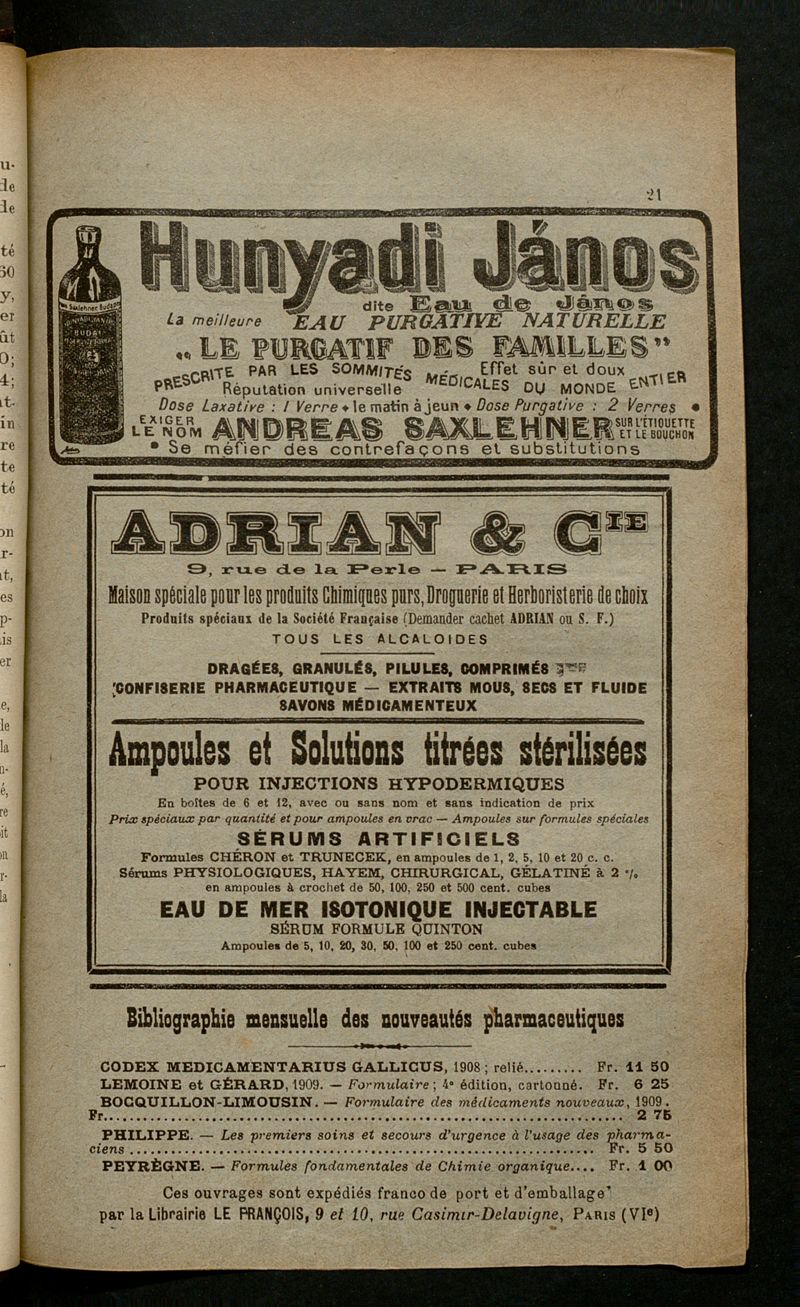 21
Hunyadi János
dite Eau de János
La meilleure EAU PURGATIVE NATURELLE
„ LE PURGATIF DES FAMILLES"
PRESCRITE PAR LES SOMMITÉS MÉDICALES DU MONDE ENTIER
Effet sûr et doux
Réputation universelle
Dose Laxative : 1 Verre ♦ le matin à jeun ♦ Dose Purgative : 2 Verres •
EXIGER LE NOM ANDREAS SAXLEHNER SUR L'ÉTIQUETTE ET LE BOUCHON
• Se méfier des contrefaçons et substitutions
ADRIAN & CIE
9, rue de la Perle — PARIS
Maison spéciale pour les produits Chimiques purs, Droguerie et Herboristerie de choix
Produits spéciaux de la Société Française (Demander cachet ADRIAN ou S. F.)
TOUS LES ALCALOIDES
DRAGÉES, GRANULÉS, PILULES, COMPRIMÉS
CONFISERIE PHARMACEUTIQUE — EXTRAITS MOUS, SECS ET FLUIDE
SAVONS MÉDICAMENTEUX
Ampoules et Solutions titrées stérilisées
POUR INJECTIONS HYPODERMIQUES
En boîtes de 6 et 12, avec ou sans nom et sans indication de prix
Prix spéciaux par quantité et pour ampoules en vrac — Ampoules sur formules spéciales
SÉRUMS ARTIFICIELS
Formules CHÉRON et TRUNECEK, en ampoules de 1, 2, 5, 10 et 20 c. c.
Sérums PHYSIOLOGIQUES, HAYEM, CHIRURGICAL, GÉLATINÉ à 2 %
en ampoules à crochet de 50, 100, 250 et 500 cent. cubes
EAU DE MER ISOTONIQUE INJECTABLE
SÉRUM FORMULE QUINTON
Ampoules de 5, 10, 20, 30, 50, 100 et 250 cent. cubes
Bibliographie mensuelle des nouveautés pharmaceutiques
CODEX MEDICAMENTARIUS GALLICUS, 1908 ; relié......... Fr. 11 50
LEMOINE et GÉRARD, 1909. — Formulaire ; 4e édition, cartonné. Fr. 6 25
BOCQUILLON-LIMOUSIN. — Formulaire des médicaments nouveaux, 1909.
Fr........ 2 75
PHILIPPE. — Les premiers soins et secours d'urgence à l'usage des pharma-
ciens........ Fr. 5 50
PEYRÈGNE. — Formules fondamentales de Chimie organique.... Fr. 1 00
Ces ouvrages sont expédiés franco de port et d'emballage
par la Librairie LE FRANÇOIS, 9 et 10, rue Casimir-Delavigne, PARIS (VIe)